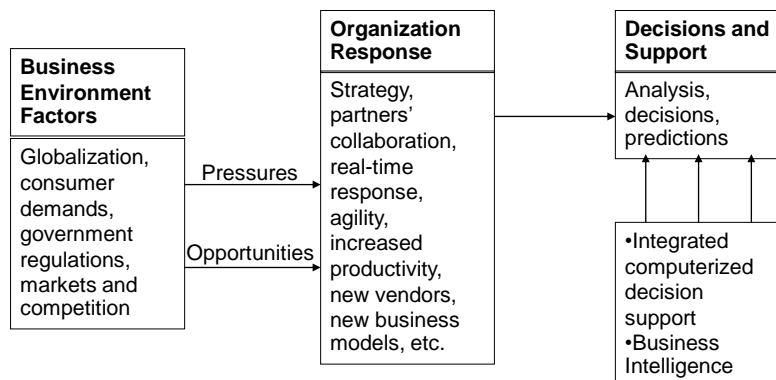 Business
Environment
Factors
Globalization,
consumer
demands,
government
regulations,
markets and
competition
Pressures
Opportunities
Organization
Response
Strategy,
partners’
collaboration,
real-time
response,
agility,
increased
productivity,
new vendors,
new business
models, etc.
Decisions and
Support
Analysis,
decisions,
predictions
•Integrated
computerized
decision
support
•Business
Intelligence